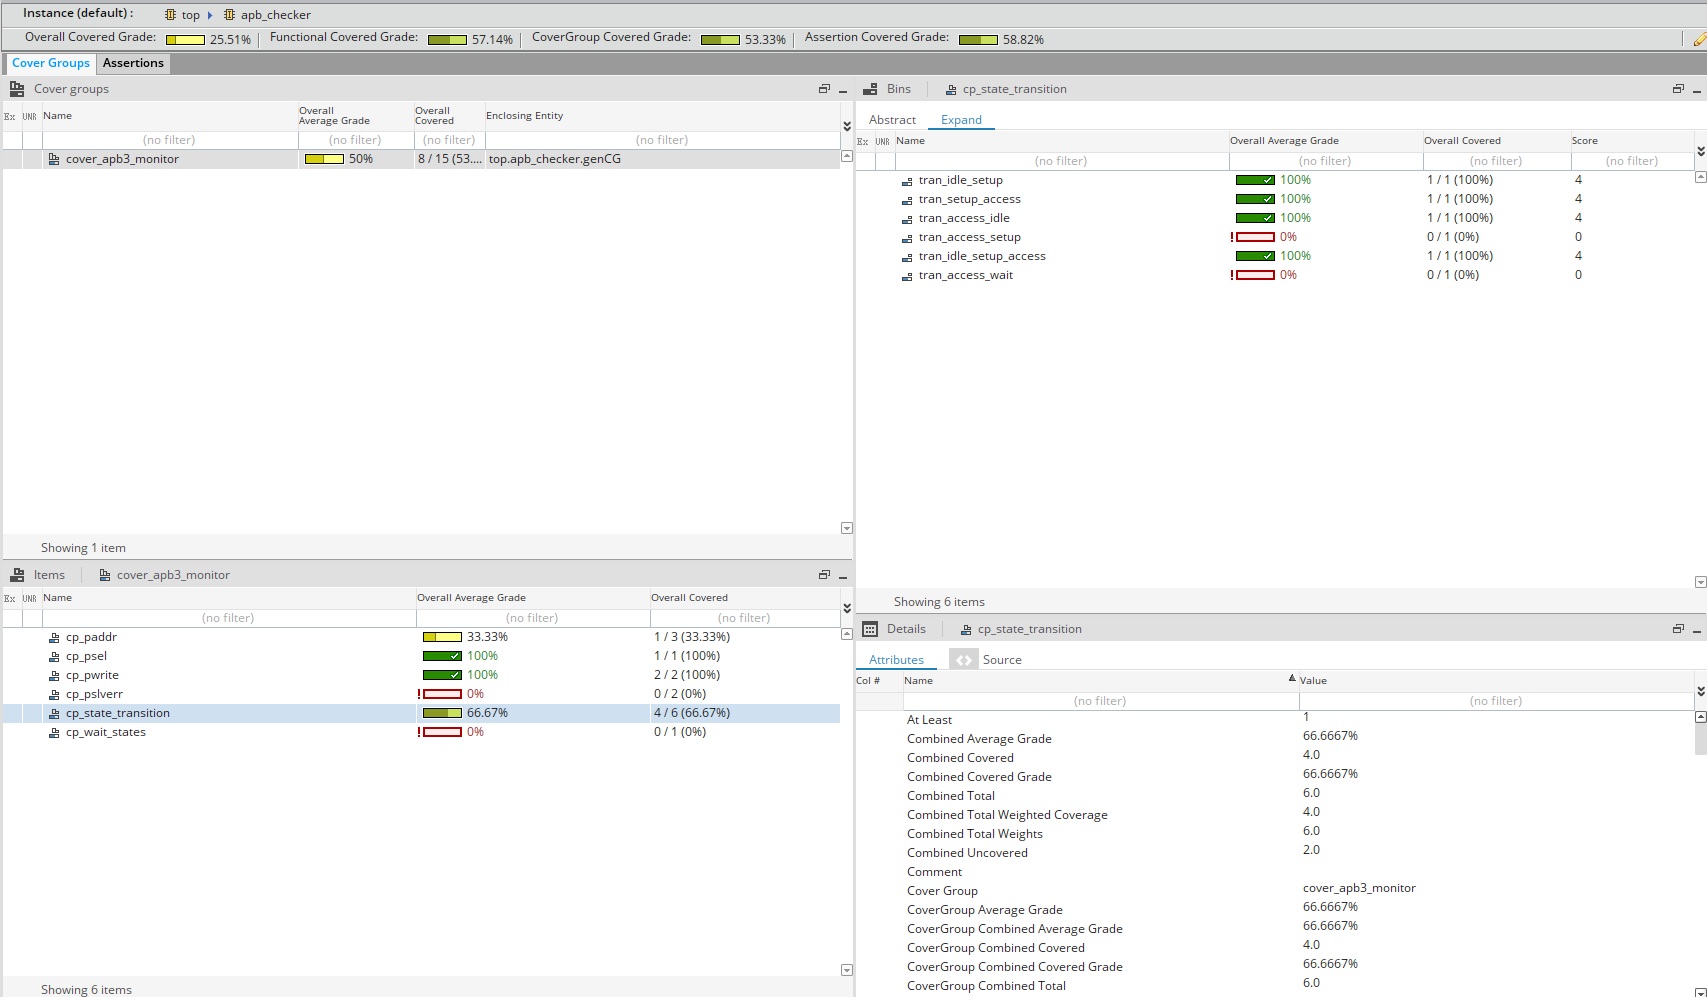 Instance (default) : top apb_checker
Overall Covered Grade: 25.51% Functional Covered Grade: 57.14% CoverGroup Covered Grade: 53.33% Assertion Covered Grade: 58.82%
Cover Groups Assertions
Cover groups
Ex UNR Name Overall Average Grade Overall Covered Enclosing Entity
(no filter) (no filter) (no filter) (no filter)
cover_apb3_monitor 50% 8 / 15 (53.... top.apb_checker.genCG
Showing 1 item
Items cover_apb3_monitor
Ex UNR Name Overall Average Grade Overall Covered
(no filter) (no filter) (no filter)
cp_paddr 33.33% 1 / 3 (33.33%)
cp_psel 100% 1 / 1 (100%)
cp_pwrite 100% 2 / 2 (100%)
cp_pslverr ! 0% 0 / 2 (0%)
cp_state_transition 66.67% 4 / 6 (66.67%)
cp_wait_states ! 0% 0 / 1 (0%)
Showing 6 items
Bins cp_state_transition
Abstract Expand
Ex UNR Name Overall Average Grade Overall Covered Score
(no filter) (no filter) (no filter) (no filter)
tran_idle_setup 100% 1 / 1 (100%) 4
tran_setup_access 100% 1 / 1 (100%) 4
tran_access_idle 100% 1 / 1 (100%) 4
tran_access_setup ! 0% 0 / 1 (0%) 0
tran_idle_setup_access 100% 1 / 1 (100%) 4
tran_access_wait ! 0% 0 / 1 (0%) 0
Showing 6 items
Details cp_state_transition
Attributes <> Source
Col # Name Value
(no filter) (no filter)
At Least 1
Combined Average Grade 66.6667%
Combined Covered 4.0
Combined Covered Grade 66.6667%
Combined Total 6.0
Combined Total Weighted Coverage 4.0
Combined Total Weights 6.0
Combined Uncovered 2.0
Comment
Cover Group cover_apb3_monitor
CoverGroup Average Grade 66.6667%
CoverGroup Combined Average Grade 66.6667%
CoverGroup Combined Covered 4.0
CoverGroup Combined Covered Grade 66.6667%
CoverGroup Combined Total 6.0